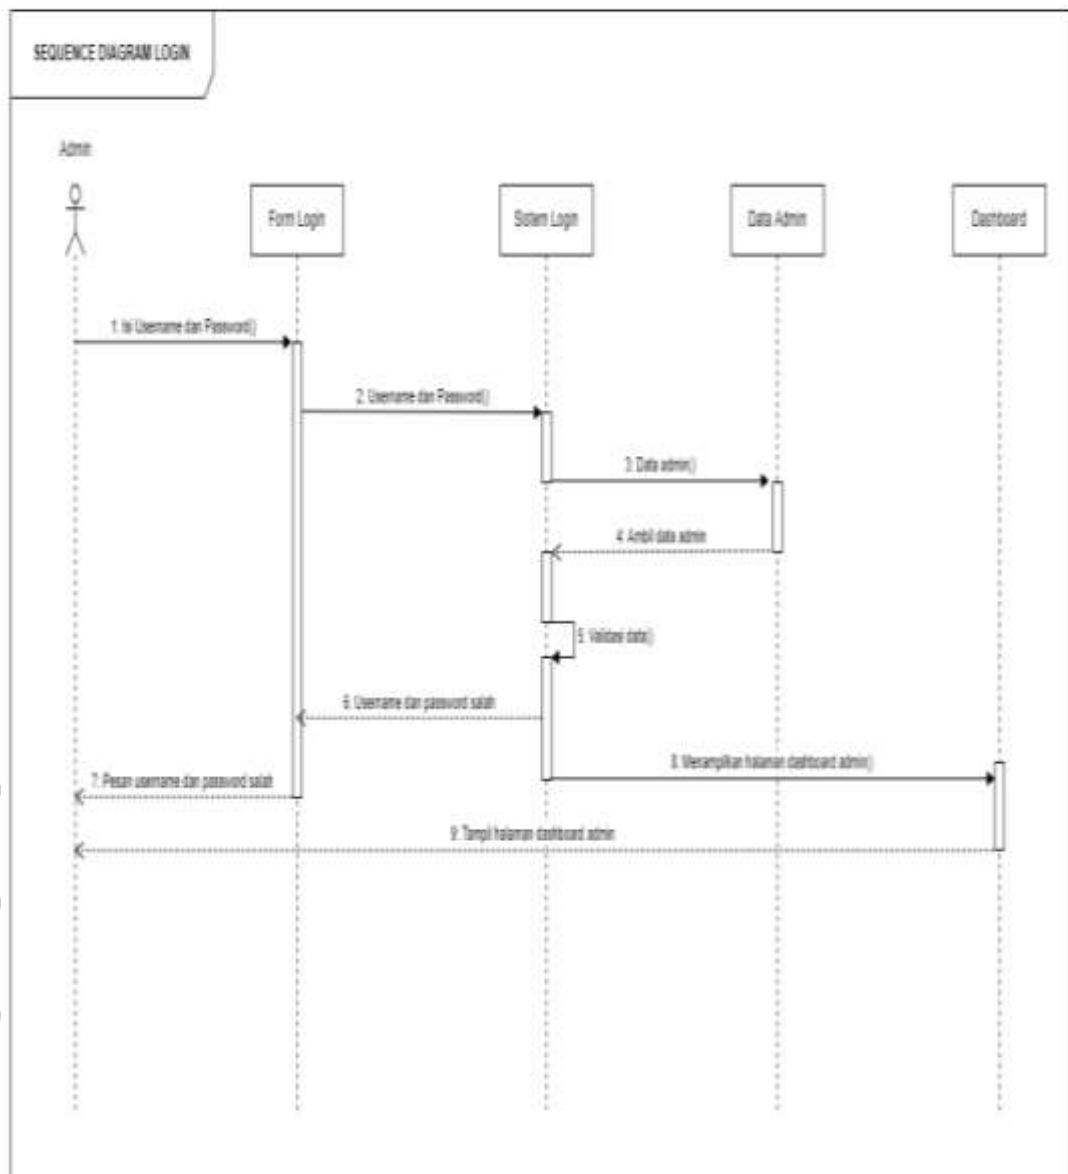 SEQUENCE DIAGRAM LOGIN
Admin
Form Login
Sistem Login
Data Admin
Dashboard
1: Isi Username dan Password()
2: Username dan Password()
3: Data admin()
4: Ambil data admin
5: Validasi data()
6: Username dan password salah
8: Menampilkan halaman dashboard admin()
7: Pesan username dan password salah
9: Tampil halaman dashboard admin